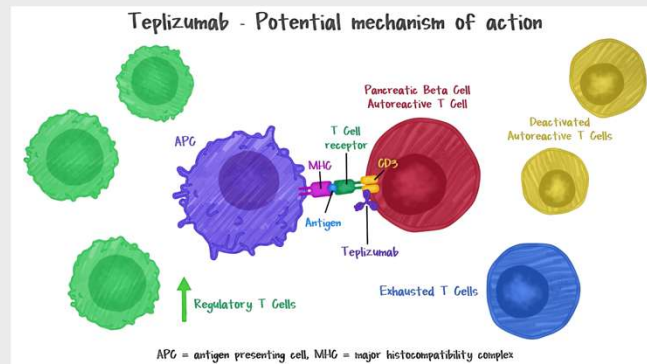 Teplizumab - Potential mechanism of action
Pancreatic Beta Cell
Autoreactive T Cell
Deactivated
Autoreactive T Cells
APC
T Cell
receptor
MHC
CD3
Antigen
Teplizumab
Regulatory T Cells
Exhausted T Cells
APC = antigen presenting cell, MHC = major histocompatibility complex